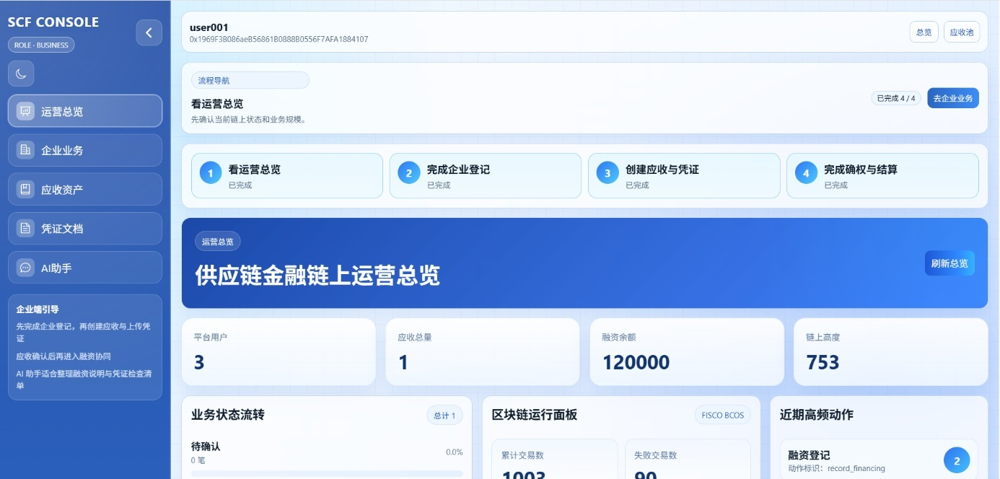 SCF CONSOLE
ROLE · BUSINESS
运营总览
企业业务
应收资产
凭证文档
AI助手
企业端引导
先完成企业登记，再创建应收与上传凭
证
应收确认后再进入融资协同
AI 助手适合整理融资说明与凭证检查清
单
user001
0x1969F3B086aeB56861B0888B0556F7AFA1884107
总览
应收池
流程导航
看运营总览
先确认当前链上状态和业务规模。
已完成 4 / 4
去企业业务
1
看运营总览
已完成
2
完成企业登记
已完成
3
创建应收与凭证
已完成
4
完成确权与结算
已完成
运营总览
供应链金融链上运营总览
刷新总览
平台用户
3
应收总量
1
融资余额
120000
链上高度
753
业务状态流转
总计 1
待确认
0 笔
0.0%
区块链运行面板
FISCO BCOS
累计交易数
1003
失败交易数
90
近期高频动作
融资登记
动作标识：record_financing
2